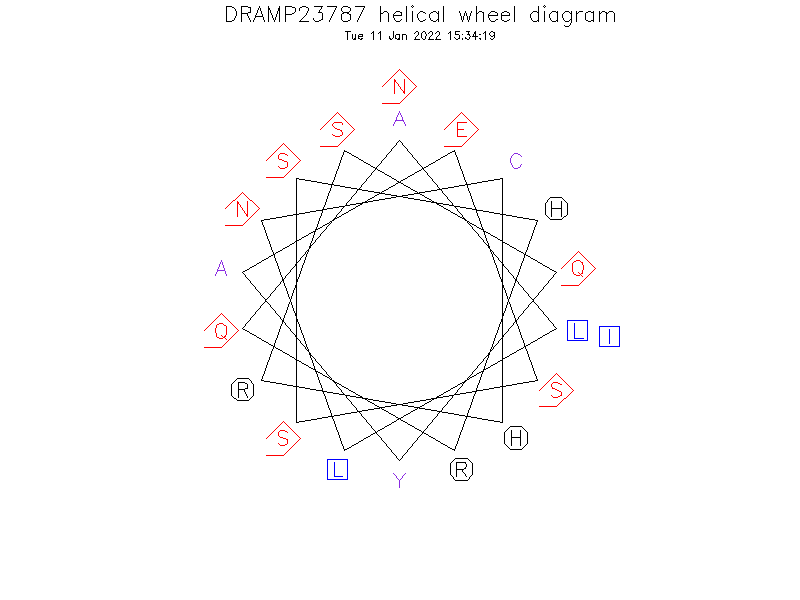 DRAMP23787 helical wheel diagram
Tue 11 Jan 2022 15:34:19
N
A
S E
S C
N H
A Q
Q L I
R S
S H
L R
Y